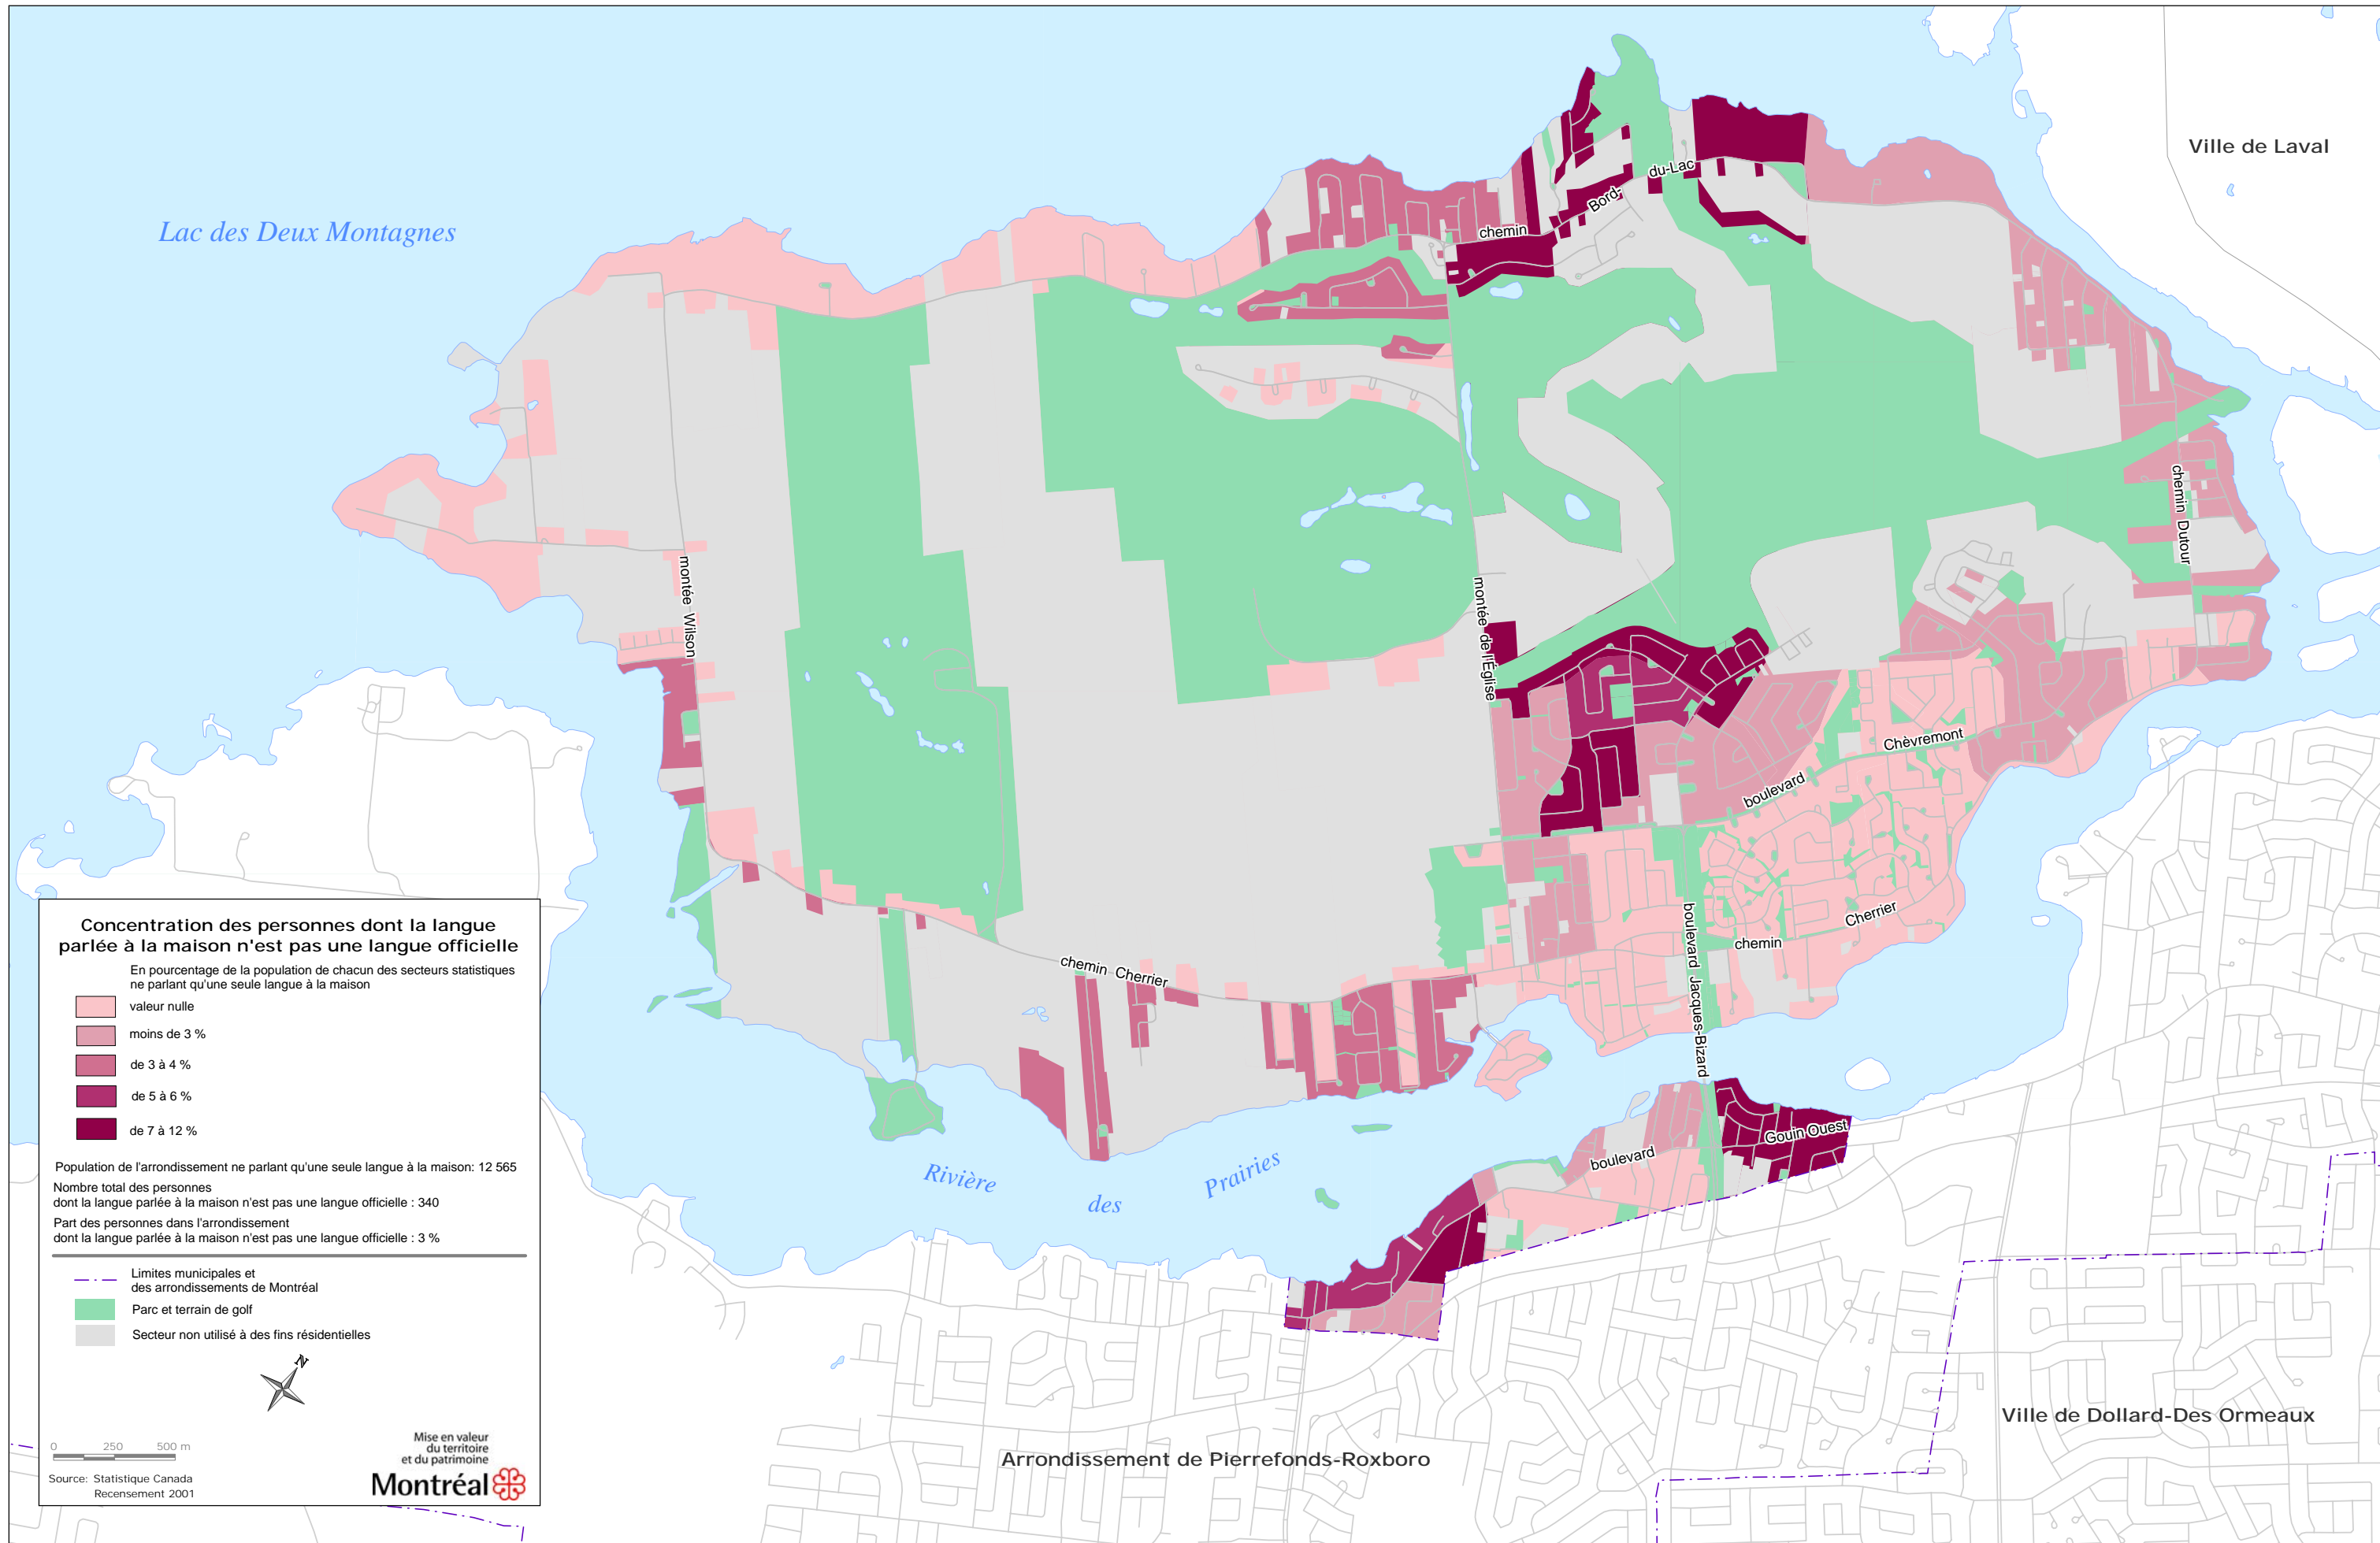 Ville de Laval
Lac des Deux Montagnes
du-Lac
Bord-
chemin
chemin Dutour
montée Wilson
montée de l'Église
Chèvremont
boulevard
Cherrier
chemin
boulevard Jacques-Bizard
chemin Cherrier
Gouin Ouest
boulevard
Rivière
des
Prairies
Ville de Dollard-Des Ormeaux
Arrondissement de Pierrefonds-Roxboro
Concentration des personnes dont la langue
parlée à la maison n'est pas une langue officielle
En pourcentage de la population de chacun des secteurs statistiques
ne parlant qu'une seule langue à la maison
valeur nulle
moins de 3 %
de 3 à 4 %
de 5 à 6 %
de 7 à 12 %
Population de l'arrondissement ne parlant qu'une seule langue à la maison: 12 565
Nombre total des personnes
dont la langue parlée à la maison n'est pas une langue officielle : 340
Part des personnes dans l'arrondissement
dont la langue parlée à la maison n'est pas une langue officielle : 3 %
Limites municipales et
des arrondissements de Montréal
Parc et terrain de golf
Secteur non utilisé à des fins résidentielles
N
0 250 500 m
Source: Statistique Canada
Recensement 2001
Mise en valeur
du territoire
et du patrimoine
Montréal